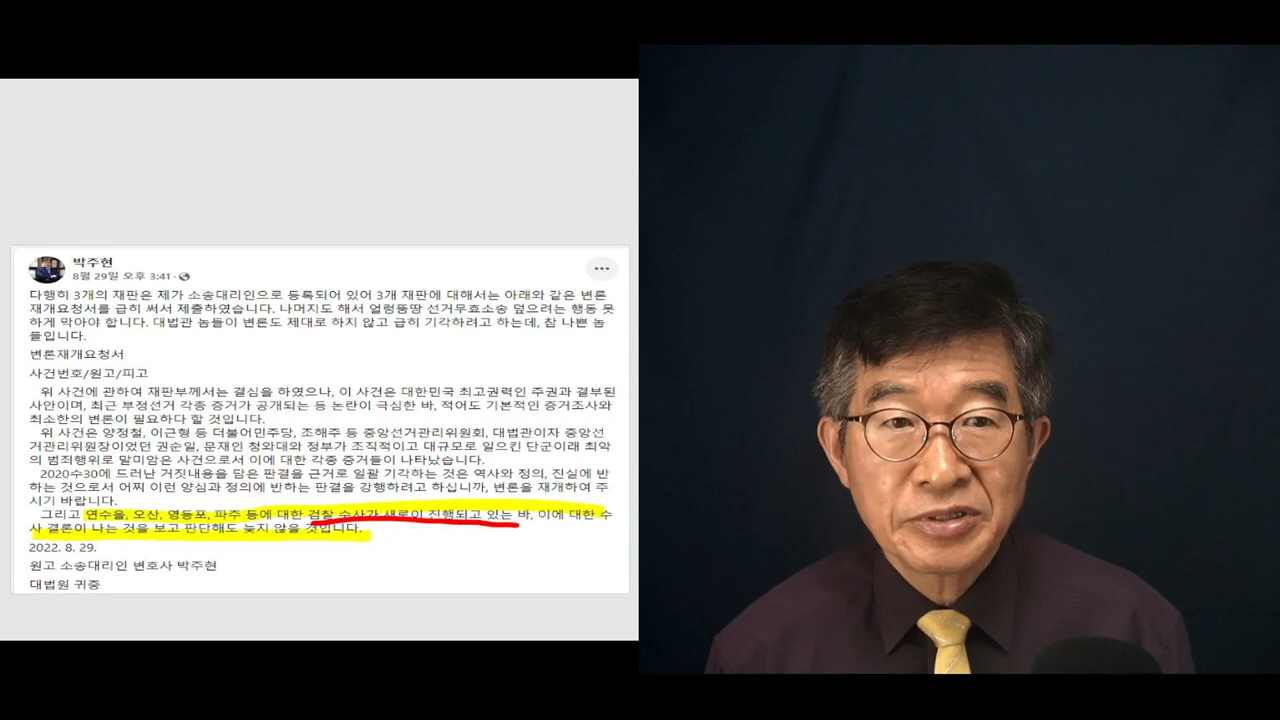 박주현
8월 29일 오후 3:41 ·
다행히 3개의 재판은 제가 소송대리인으로 등록되어 있어 3개 재판에 대해서는 아래와 같은 변론
재개요청서를 급히 써서 제출하였습니다. 나머지도 해서 얼렁뚱땅 선거무효소송 덮으려는 행동 못
하게 막아야 합니다. 대법관 놈들이 변론도 제대로 하지 않고 급히 기각하려고 하는데, 참 나쁜 놈
들입니다.
변론재개요청서
사건번호/원고/피고
위 사건에 관하여 재판부께서는 결심을 하였으나, 이 사건은 대한민국 최고권력인 주권과 결부된
사안이며, 최근 부정선거 각종 증거가 공개되는 등 논란이 극심한 바, 적어도 기본적인 증거조사와
최소한의 변론이 필요하다 할 것입니다.
위 사건은 양정철, 이근형 등 더불어민주당, 조해주 등 중앙선거관리위원회, 대법관이자 중앙선
거관리위원장이었던 권순일, 문재인 청와대와 정부가 조직적이고 대규모로 일으킨 단군이래 최악
의 범죄행위로 말미암은 사건으로서 이에 대한 각종 증거들이 나타났습니다.
2020수30에 드러난 거짓내용을 담은 판결을 근거로 일괄 기각하는 것은 역사와 정의, 진실에 반
하는 것으로서 어찌 이런 양심과 정의에 반하는 판결을 강행하려고 하십니까, 변론을 재개하여 주
시기 바랍니다.
그리고 연수을, 오산, 영등포, 파주 등에 대한 검찰 수사가 새로이 진행되고 있는 바, 이에 대한 수
사 결론이 나는 것을 보고 판단해도 늦지 않을 것입니다.
2022. 8. 29.
원고 소송대리인 변호사 박주현
대법원 귀중